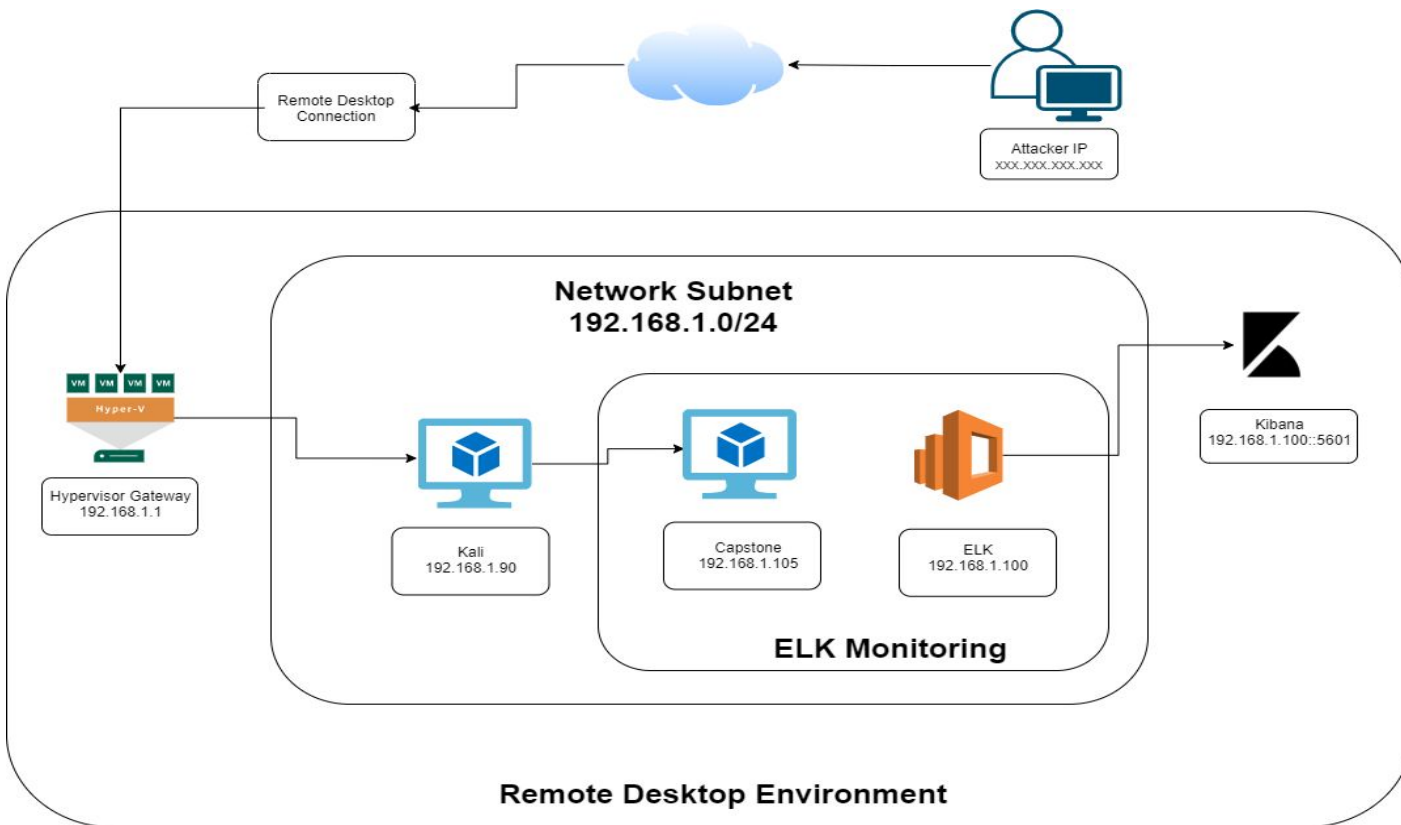 Remote Desktop
Connection
Attacker IP
xxx.xxx.xxx.xxx
Network Subnet
192.168.1.0/24
VM VM VM VM
Hyper-V
Hypervisor Gateway
192.168.1.1
Kali
192.168.1.90
Capstone
192.168.1.105
ELK
192.168.1.100
Kibana
192.168.1.100::5601
ELK Monitoring
Remote Desktop Environment